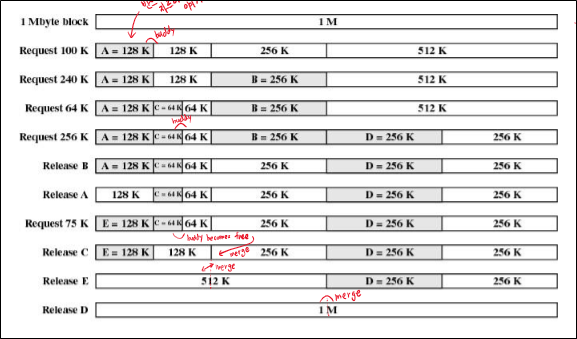 1 Mbyte block 1 M
Request 100 K A = 128 K 128 K 256 K 512 K
buddy
Request 240 K A = 128 K 128 K B = 256 K 512 K
Request 64 K A = 128 K C = 64 K 64 K B = 256 K 512 K
buddy
Request 256 K A = 128 K C = 64 K 64 K B = 256 K D = 256 K 256 K
Release B A = 128 K C = 64 K 64 K 256 K D = 256 K 256 K
Release A 128 K C = 64 K 64 K 256 K D = 256 K 256 K
Request 75 K E = 128 K C = 64 K 64 K 256 K D = 256 K 256 K
buddy becomes free
Release C E = 128 K 128 K 256 K D = 256 K 256 K
merge
merge
Release E 512 K D = 256 K 256 K
merge
Release D 1 M